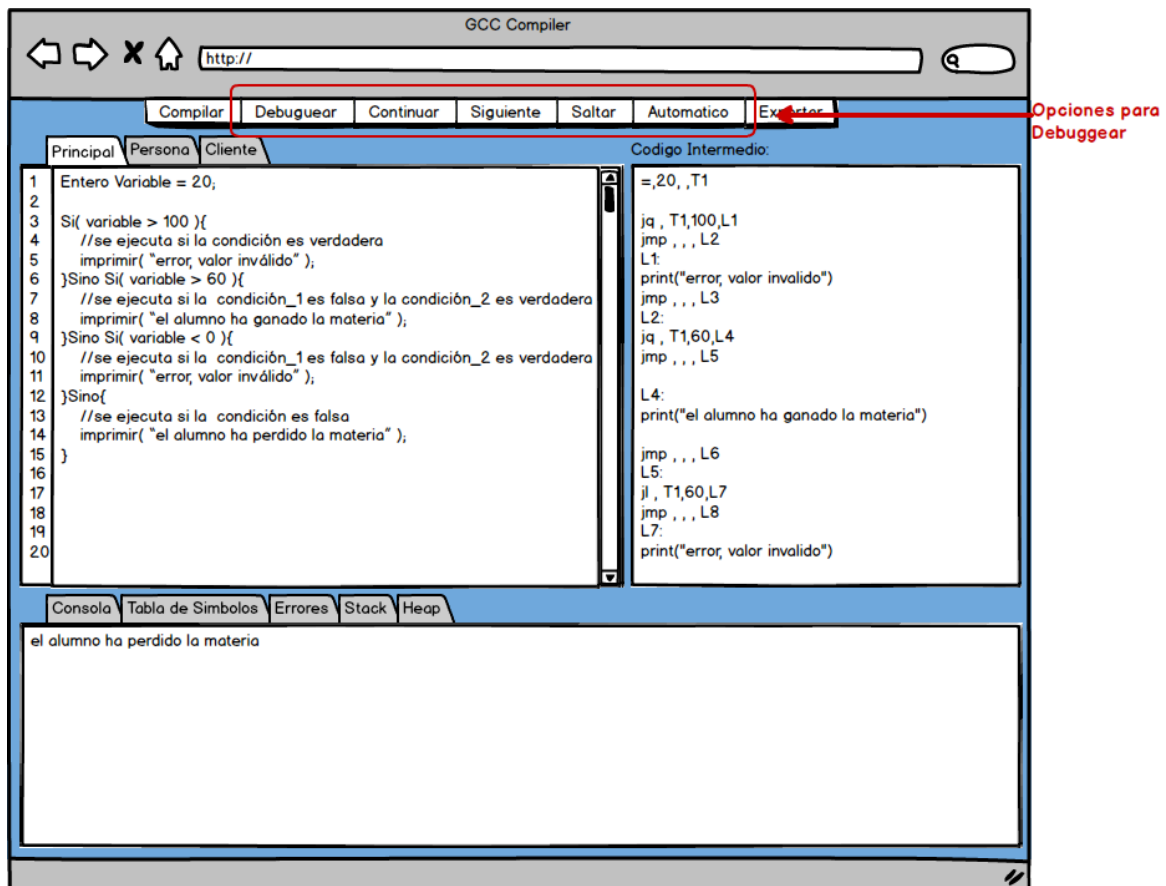 GCC Compiler
http://
Compilar Debuguear Continuar Siguiente Saltar Automatico Exportar
Opciones para
Debuggear
Principal Persona Cliente
1 Entero Variable = 20;
2
3 Si( variable > 100 ){
4 //se ejecuta si la condición es verdadera
5 imprimir( "error, valor inválido" );
6 }Sino Si( variable > 60 ){
7 //se ejecuta si la condición_1 es falsa y la condición_2 es verdadera
8 imprimir( "el alumno ha ganado la materia" );
9 }Sino Si( variable < 0 ){
10 //se ejecuta si la condición_1 es falsa y la condición_2 es verdadera
11 imprimir( "error, valor inválido" );
12 }Sino{
13 //se ejecuta si la condición es falsa
14 imprimir( "el alumno ha perdido la materia" );
15 }
16
17
18
19
20
Codigo Intermedio:
=,20, ,T1
jq , T1,100,L1
jmp , , , L2
L1:
print("error, valor invalido")
jmp , , , L3
L2:
jq , T1,60,L4
jmp , , , L5
L4:
print("el alumno ha ganado la materia")
jmp , , , L6
L5:
jl , T1,60,L7
jmp , , , L8
L7:
print("error, valor invalido")
Consola Tabla de Simbolos Errores Stack Heap
el alumno ha perdido la materia